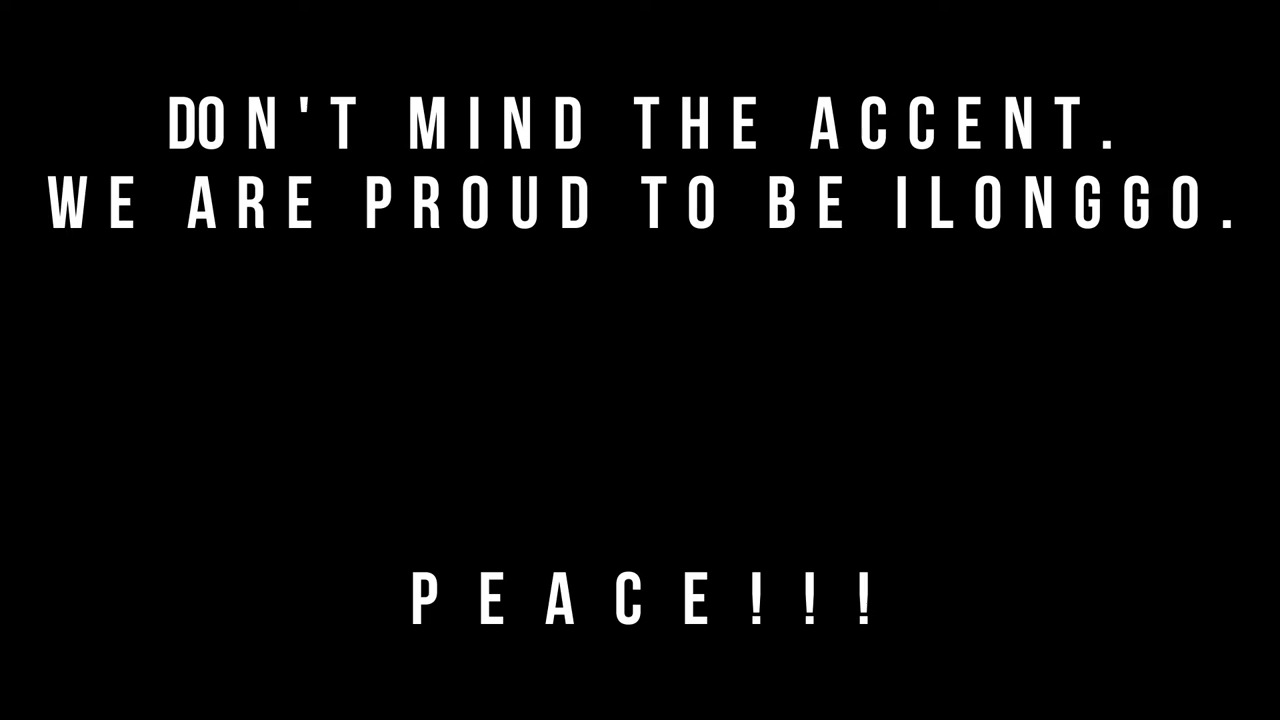 DON'T MIND THE ACCENT.
WE ARE PROUD TO BE ILONGGO.
PEACE!!!